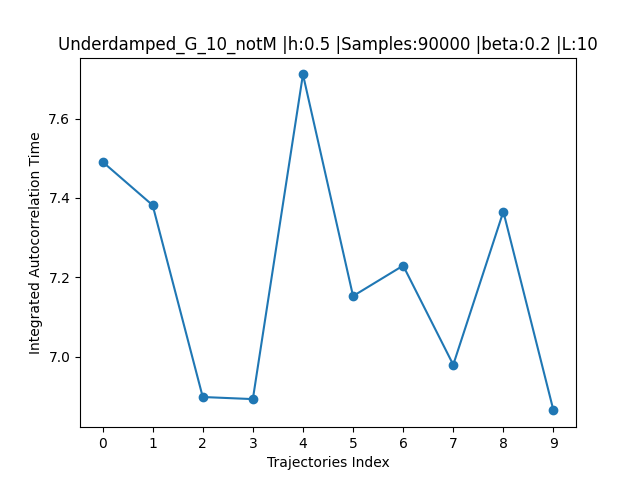 Underdamped_G_10_notM |h:0.5 |Samples:90000 |beta:0.2 |L:10
Integrated Autocorrelation Time
7.6
7.4
7.2
7.0
0 1 2 3 4 5 6 7 8 9
Trajectories Index